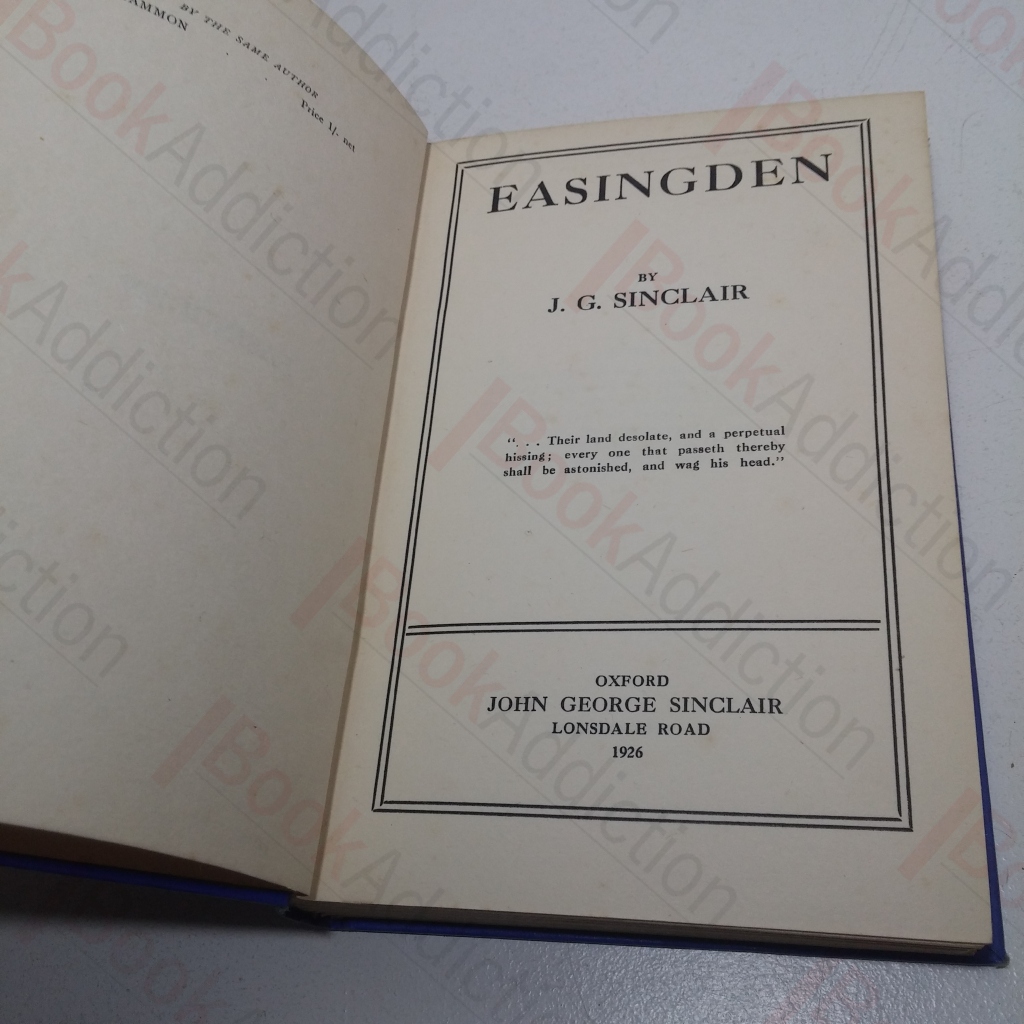 BY THE SAME AUTHOR
AMMON
Price 1/- net
EASINGDEN
BY
J. G. SINCLAIR
". . . Their land desolate, and a perpetual
hissing; every one that passeth thereby
shall be astonished, and wag his head."
OXFORD
JOHN GEORGE SINCLAIR
LONSDALE ROAD
1926
BookAddiction